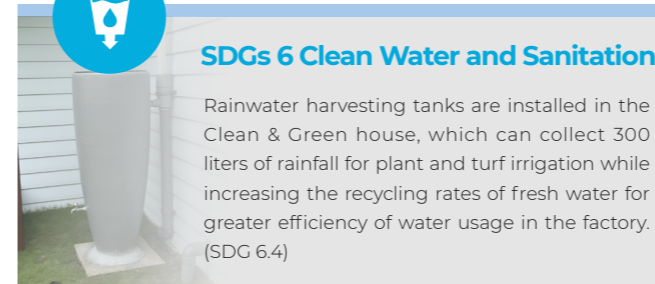 SDGs 6 Clean Water and Sanitation
Rainwater harvesting tanks are installed in the
Clean & Green house, which can collect 300
liters of rainfall for plant and turf irrigation while
increasing the recycling rates of fresh water for
greater efficiency of water usage in the factory.
(SDG 6.4)